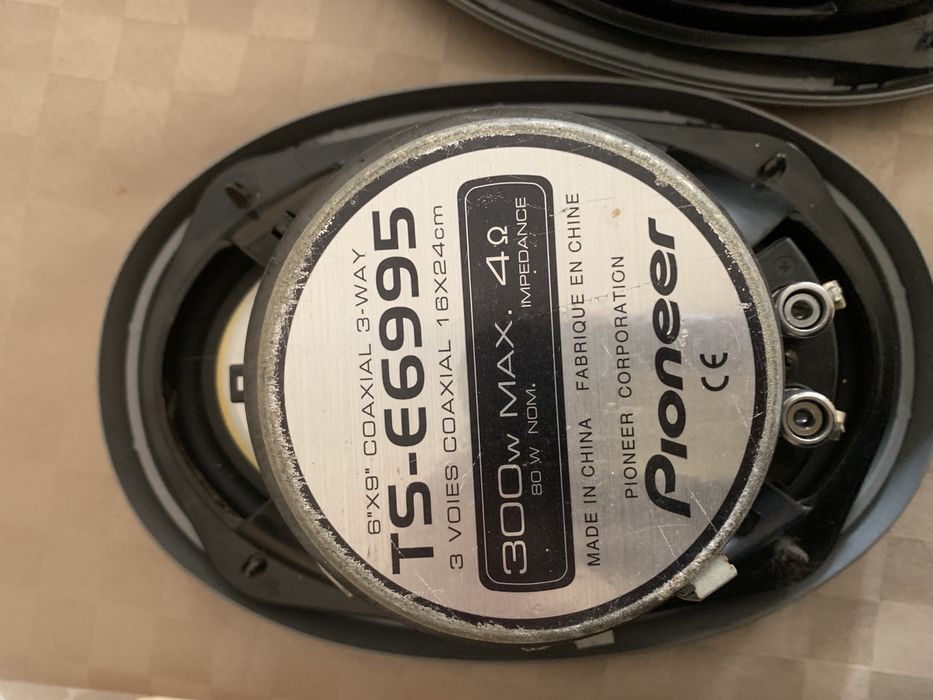 6"X9" COAXIAL 3-WAY
TS-E6995
3 VOIES COAXIAL 16X24cm
300W MAX. 4Ω
80 W NOM. IMPEDANCE
MADE IN CHINA FABRIQUE EN CHINE
PIONEER CORPORATION
Pioneer
CE
+